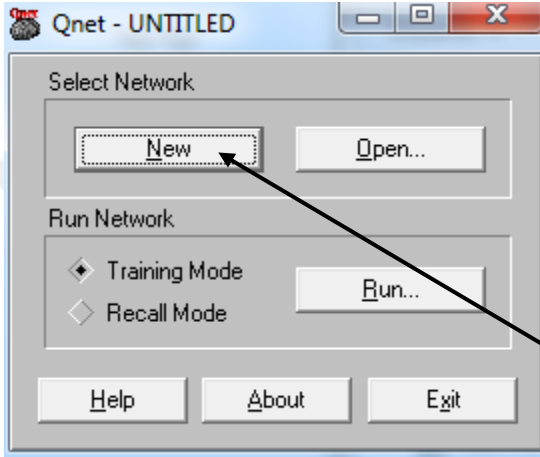 Qnet - UNTITLED
Select Network
New Open...
Run Network
Training Mode
Run...
Recall Mode
Help About Exit